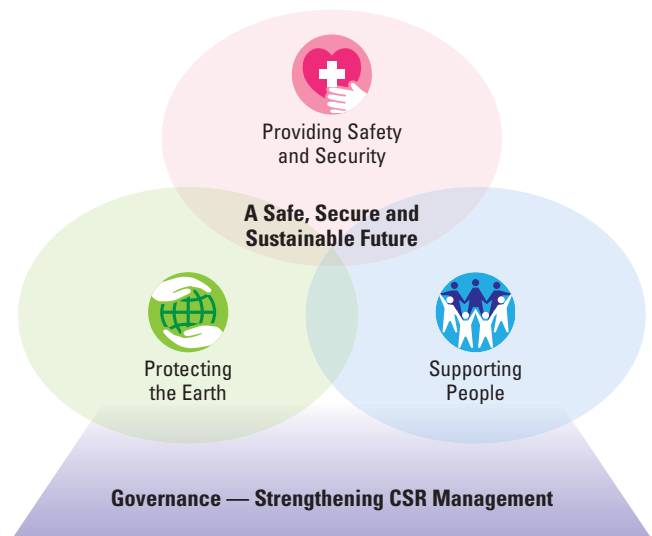 Providing Safety
and Security
A Safe, Secure and
Sustainable Future
Protecting
the Earth
Supporting
People
Governance — Strengthening CSR Management